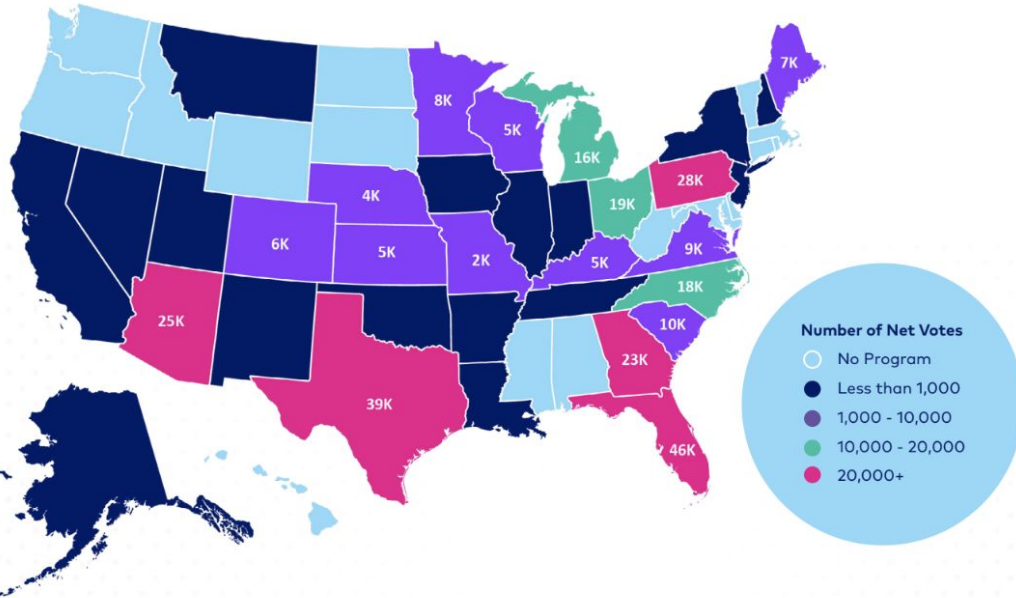 7K
8K
5K
16K
28K
4K
19K
6K
5K
2K
5K
9K
18K
25K
10K
23K
39K
46K
Number of Net Votes
No Program
Less than 1,000
1,000 - 10,000
10,000 - 20,000
20,000+